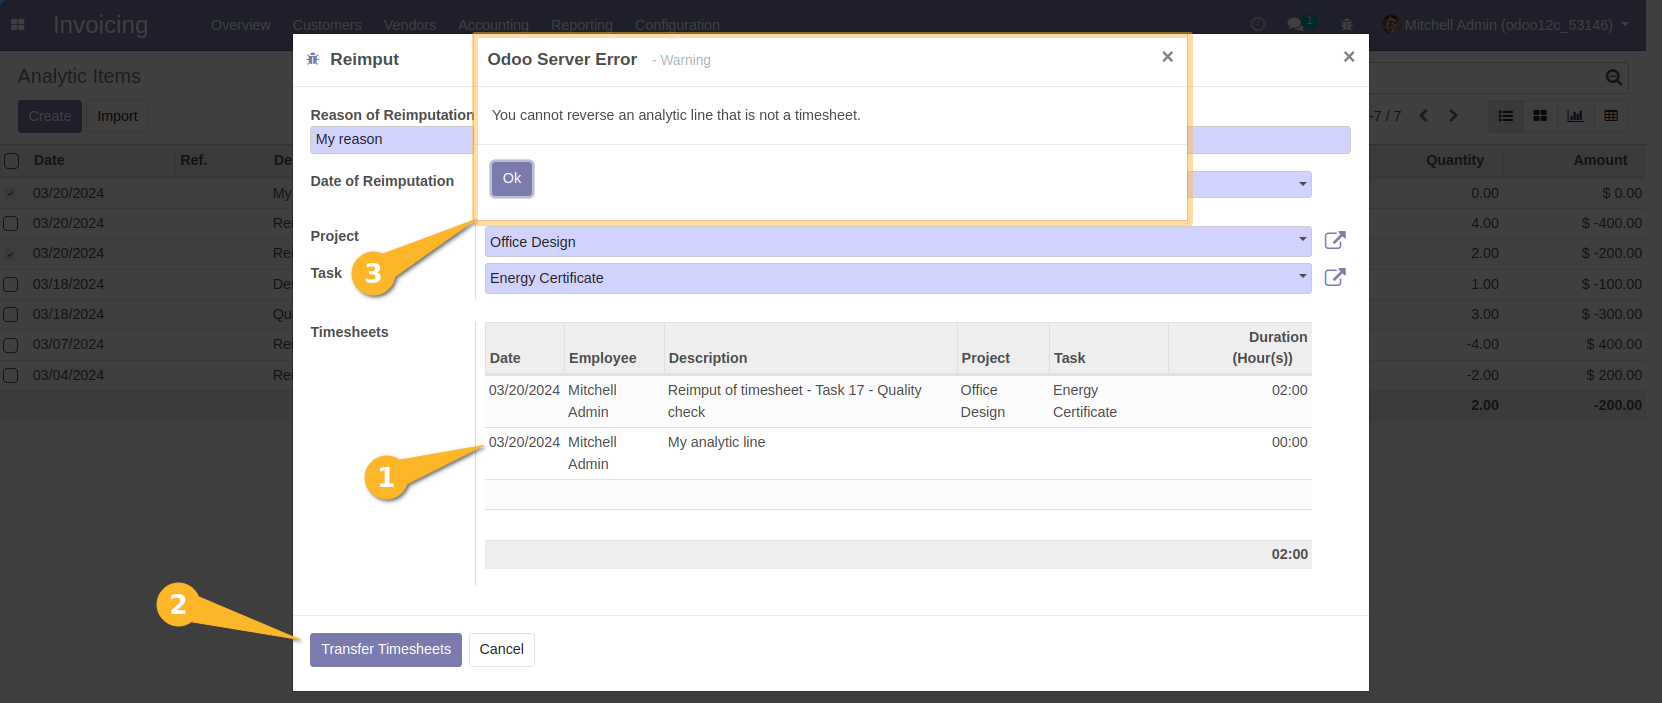 Invoicing Overview Customers Vendors Accounting Reporting Configuration 1 Mitchell Admin (odoo12c_53146)
Analytic Items
Create Import
-7 / 7
Date Ref. De Quantity Amount
03/20/2024 My 0.00 $ 0.00
03/20/2024 Rei 4.00 $ -400.00
03/20/2024 Rei 2.00 $ -200.00
03/18/2024 Des 1.00 $ -100.00
03/18/2024 Qua 3.00 $ -300.00
03/07/2024 Rei -4.00 $ 400.00
03/04/2024 Rei -2.00 $ 200.00
2.00 -200.00
Reimput ×
Reason of Reimputation
My reason
Date of Reimputation
Project Office Design
Task Energy Certificate
Odoo Server Error - Warning ×
You cannot reverse an analytic line that is not a timesheet.
Ok
3
Timesheets
Duration
Date Employee Description Project Task (Hour(s))
03/20/2024 Mitchell Reimput of timesheet - Task 17 - Quality Office Energy 02:00
Admin check Design Certificate
03/20/2024 Mitchell My analytic line 00:00
Admin
1
02:00
2
Transfer Timesheets Cancel